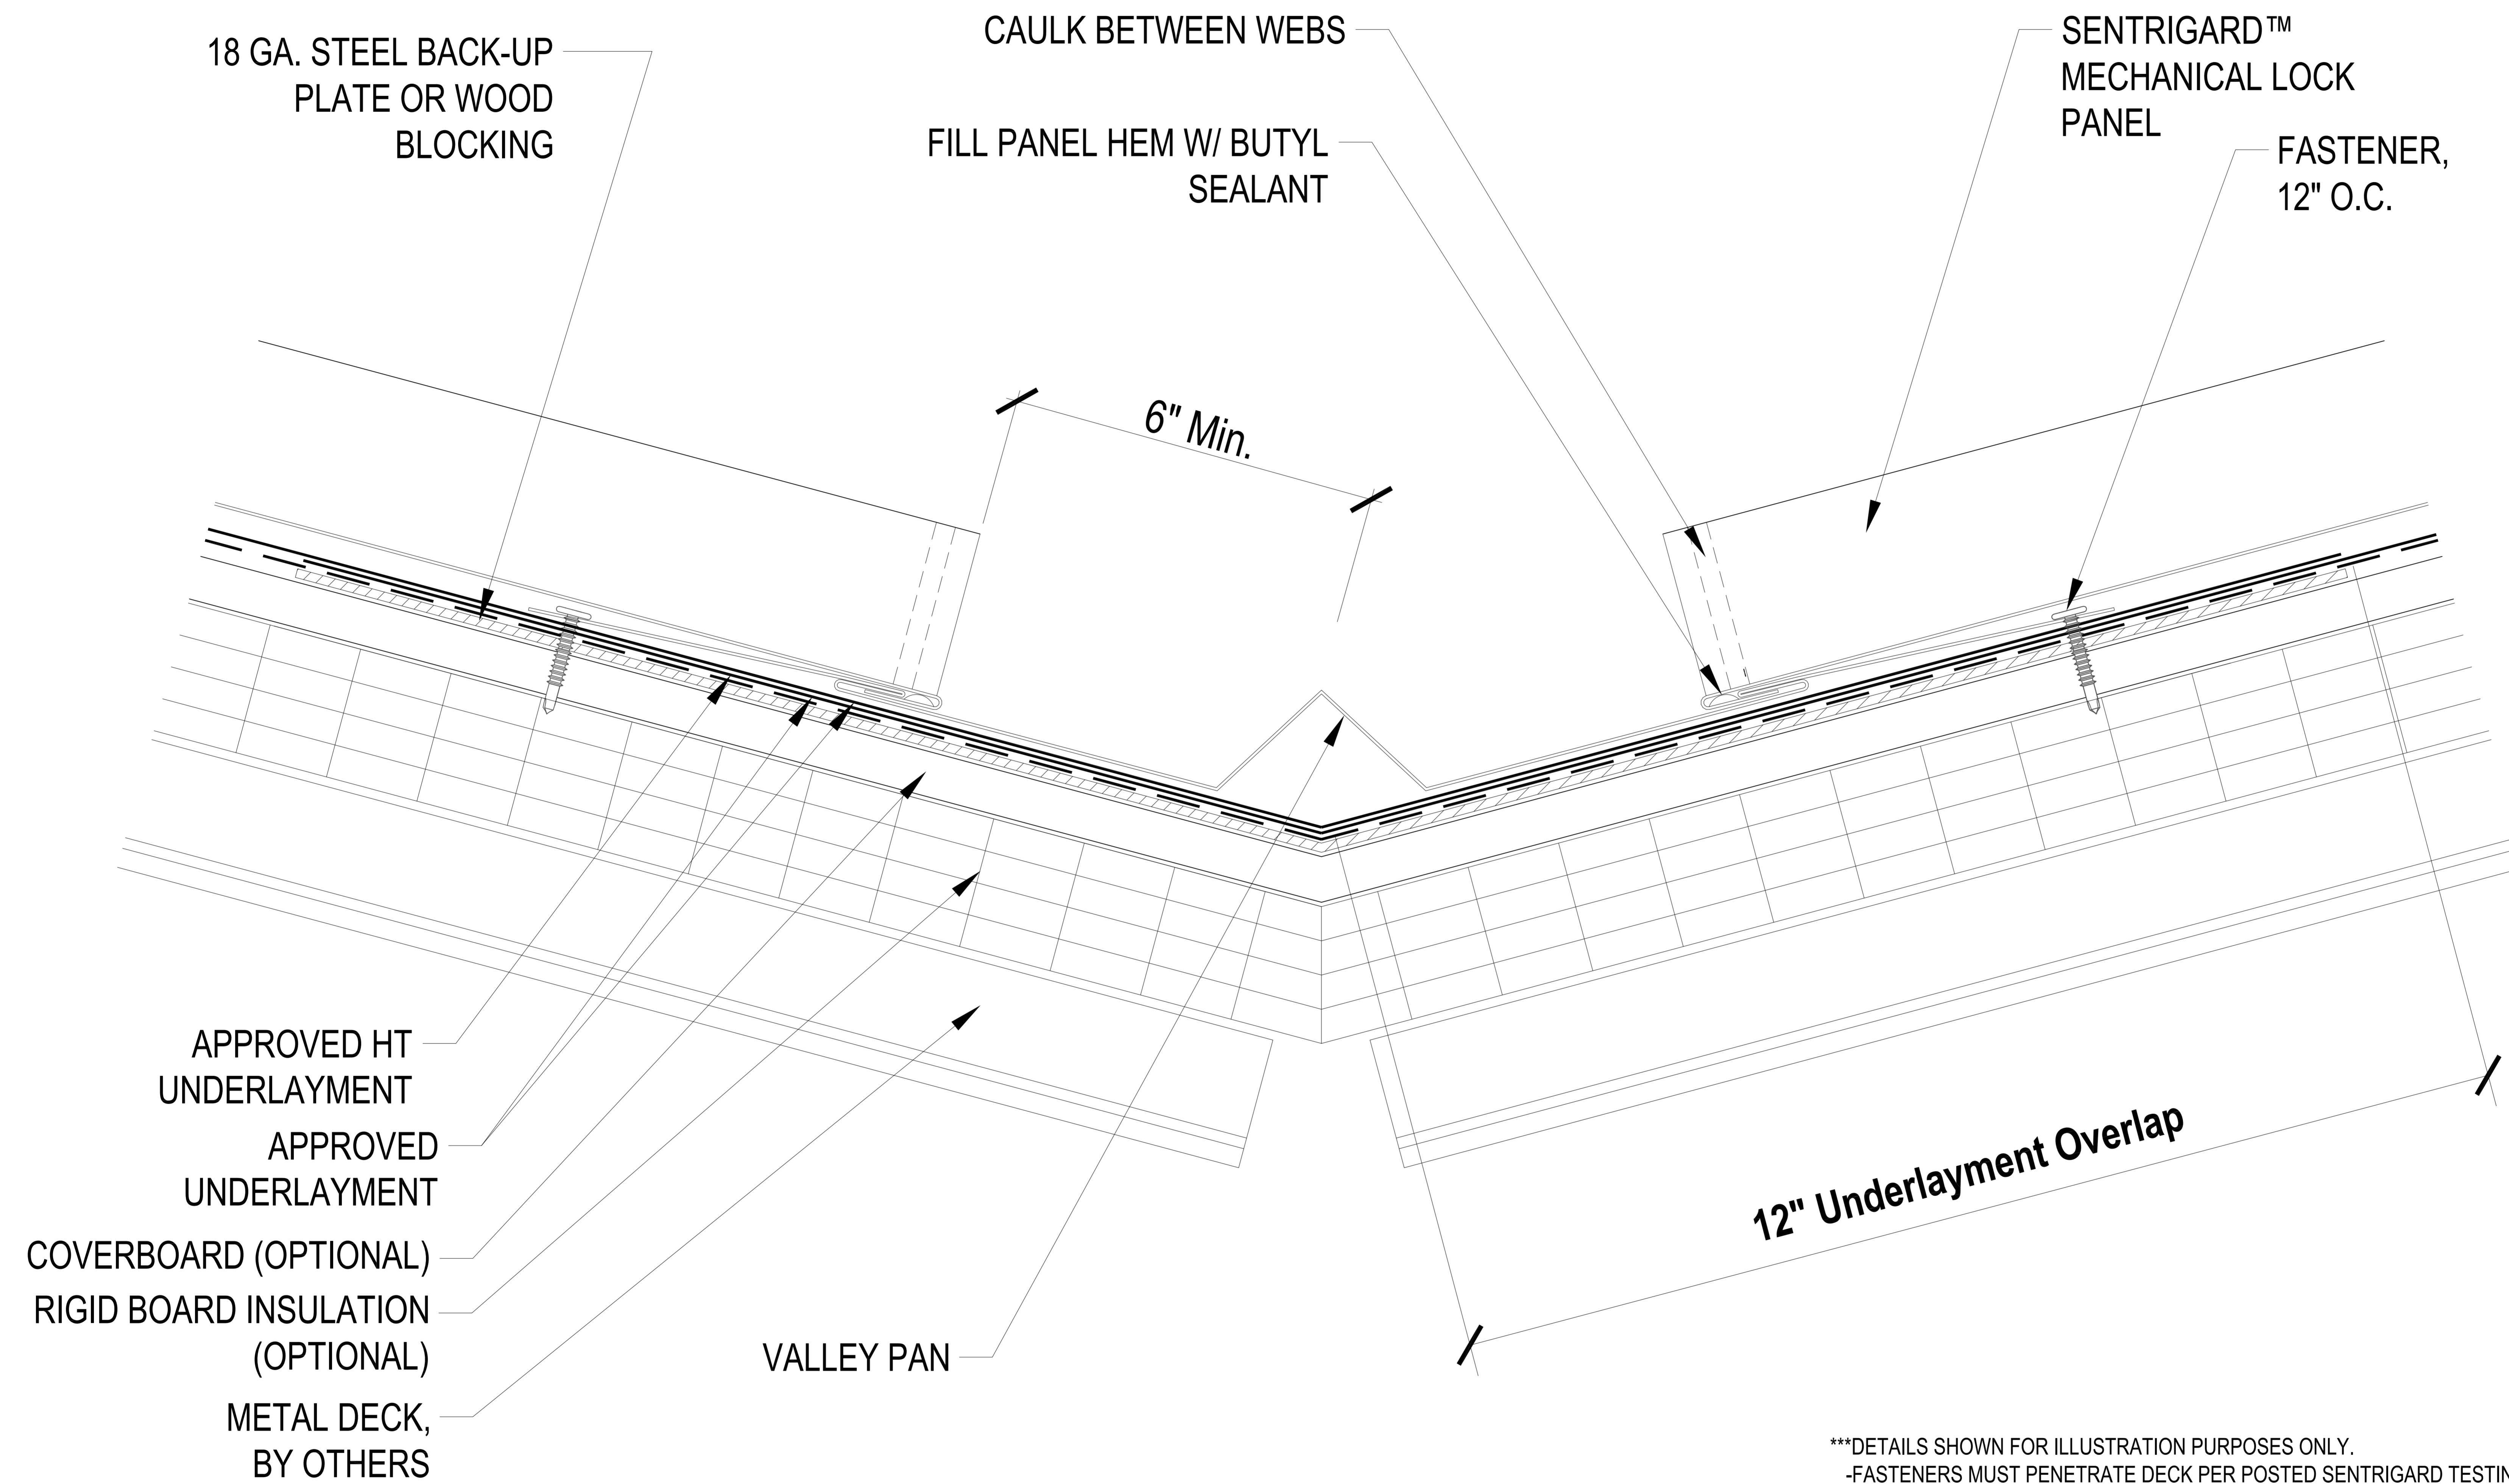 18 GA. STEEL BACK-UP
PLATE OR WOOD
BLOCKING
CAULK BETWEEN WEBS
FILL PANEL HEM W/ BUTYL
SEALANT
SENTRIGARD™
MECHANICAL LOCK
PANEL
FASTENER,
12" O.C.
6" Min.
APPROVED HT
UNDERLAYMENT
APPROVED
UNDERLAYMENT
COVERBOARD (OPTIONAL)
RIGID BOARD INSULATION
(OPTIONAL)
METAL DECK,
BY OTHERS
VALLEY PAN
12" Underlayment Overlap
***DETAILS SHOWN FOR ILLUSTRATION PURPOSES ONLY.
-FASTENERS MUST PENETRATE DECK PER POSTED SENTRIGARD